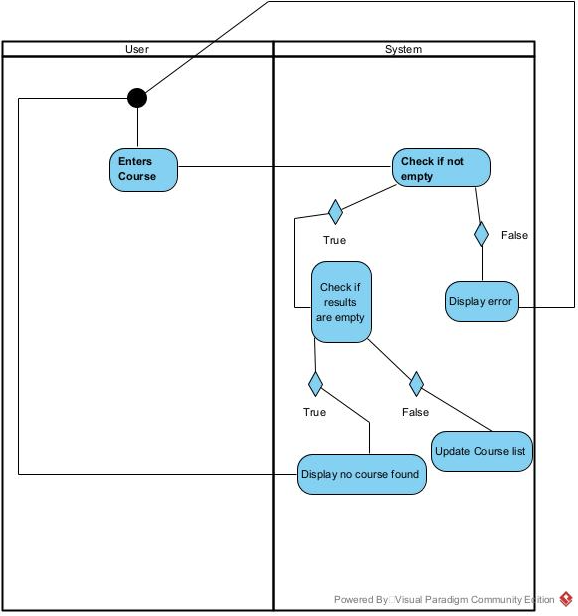 User
System
Enters
Course
Check if not
empty
True
False
Check if
results
are empty
Display error
True
False
Update Course list
Display no course found
Powered By Visual Paradigm Community Edition